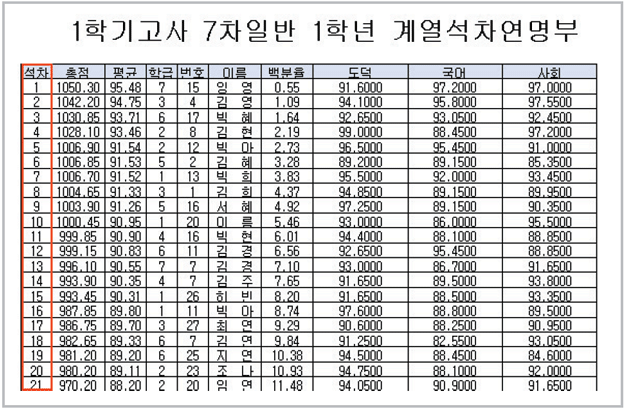 1학기고사 7차일반 1학년 계열석차연명부
석차 총점 평균 학급 번호 이름 백분율 도덕 국어 사회
1 1050.30 95.48 7 15 임 영 0.55 91.6000 97.2000 97.0000
2 1042.20 94.75 3 4 김 영 1.09 94.1000 95.8000 97.5500
3 1030.85 93.71 6 17 박 혜 1.64 92.6500 93.0500 92.4500
4 1028.10 93.46 2 8 김 현 2.19 99.0000 88.4500 97.2000
5 1006.90 91.54 2 12 박 아 2.73 96.5000 95.4500 91.0000
6 1006.85 91.53 5 2 김 혜 3.28 89.2000 89.1500 85.3500
7 1006.70 91.52 1 13 박 희 3.83 95.5000 92.0000 93.4500
8 1004.65 91.33 3 1 김 희 4.37 94.8500 89.1500 89.9500
9 1003.90 91.26 5 16 서 혜 4.92 97.2500 89.1500 90.3500
10 1000.45 90.95 1 20 이 름 5.46 93.0000 86.0000 95.5000
11 999.85 90.90 4 16 박 현 6.01 94.4000 88.1000 88.8500
12 999.15 90.83 6 11 김 경 6.56 92.6500 95.4500 88.8000
13 996.10 90.55 7 7 김 경 7.10 93.0000 86.7000 91.6500
14 993.90 90.35 4 7 김 주 7.65 91.6500 89.5000 93.8000
15 993.45 90.31 1 26 허 빈 8.20 91.6500 88.5000 93.3500
16 987.85 89.80 1 11 박 아 8.74 97.6000 88.8000 89.5000
17 986.75 89.70 3 27 최 연 9.29 90.6000 88.2500 90.9500
18 982.65 89.33 6 7 김 연 9.84 91.2500 82.5500 93.0500
19 981.20 89.20 6 25 지 연 10.38 94.5000 88.4500 84.6000
20 980.20 89.11 2 23 조 나 10.93 94.7500 88.1000 92.0000
21 970.20 88.20 2 20 임 연 11.48 94.0500 90.9000 91.6500